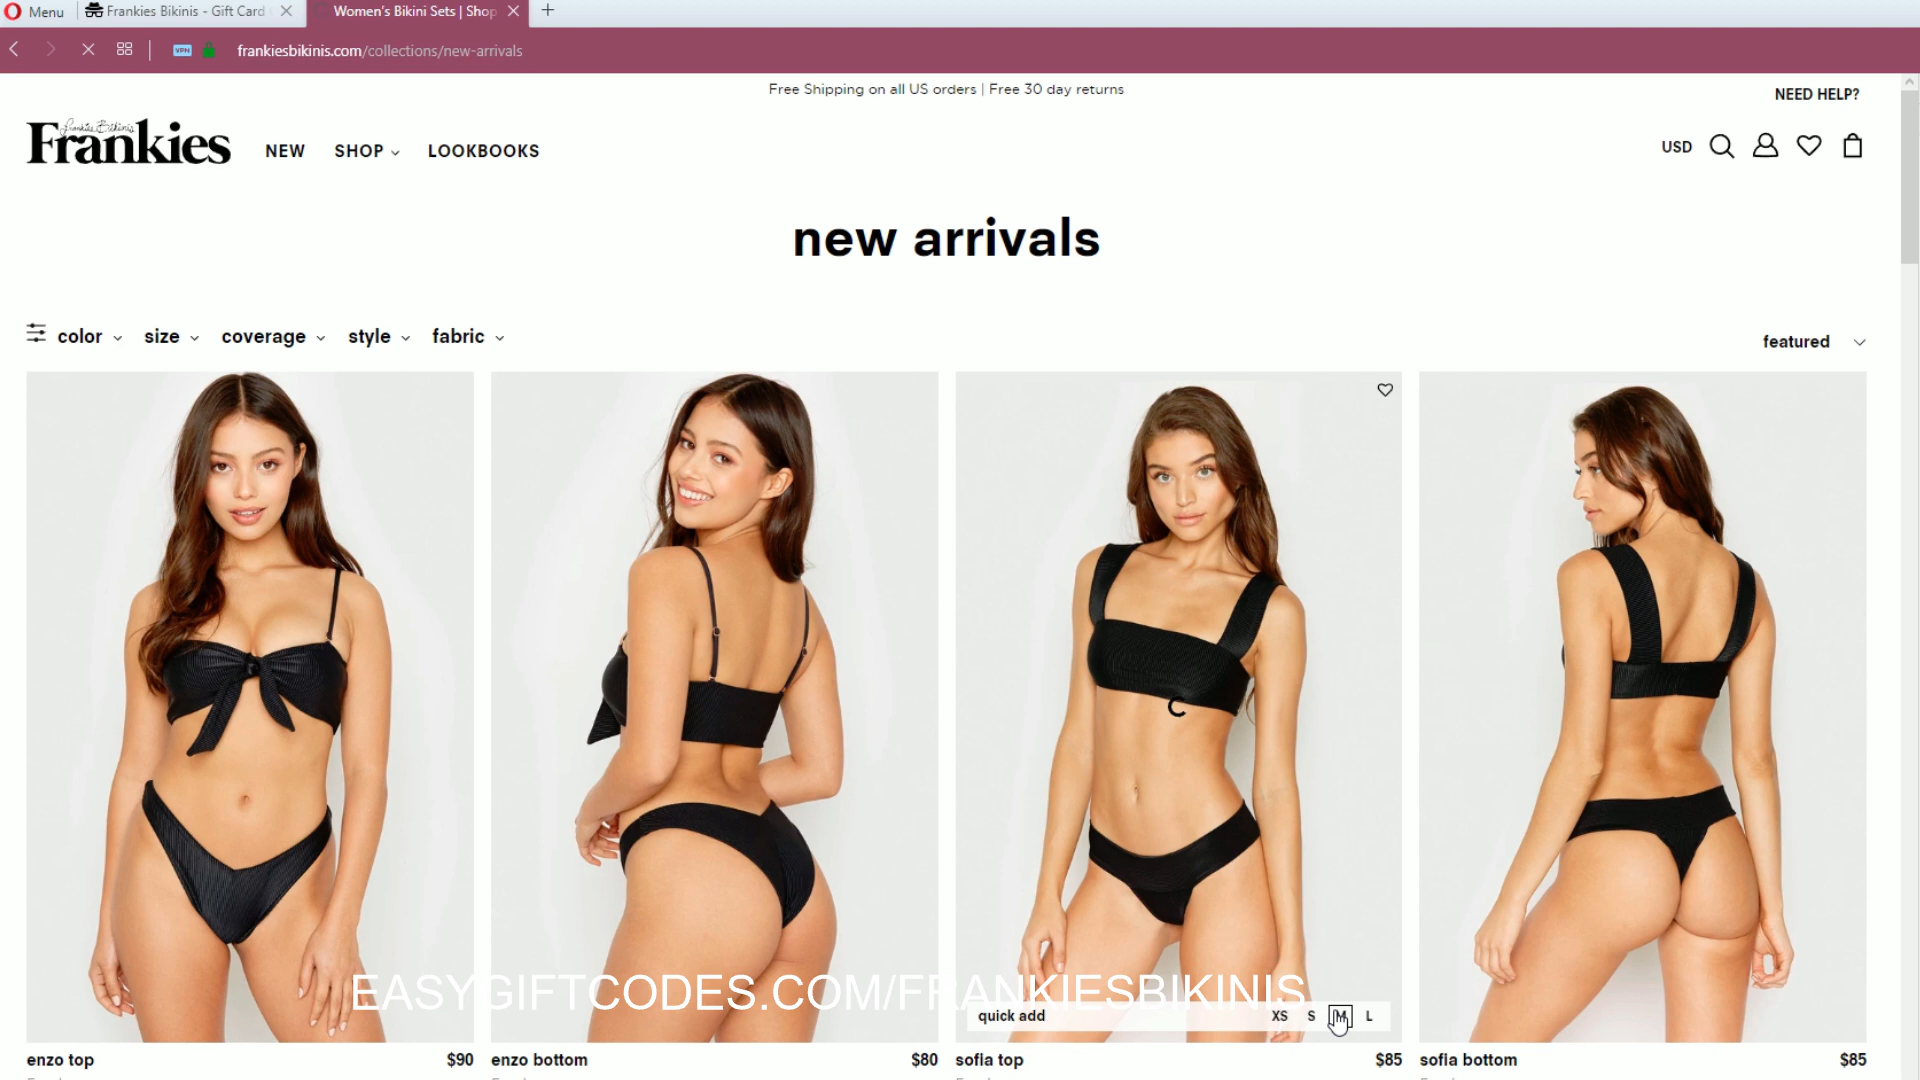 Menu
Frankies Bikinis - Gift Card
Women's Bikini Sets | Shop
VPN
frankiesbikinis.com/collections/new-arrivals
Free Shipping on all US orders | Free 30 day returns
NEED HELP?
Frankies Bikinis
Frankies
NEW
SHOP
LOOKBOOKS
USD
new arrivals
color
size
coverage
style
fabric
featured
EASYGIFTCODES.COM/FRANKIESBIKINIS
quick add
XS S M L
enzo top $90
enzo bottom $80
sofia top $85
sofia bottom $85